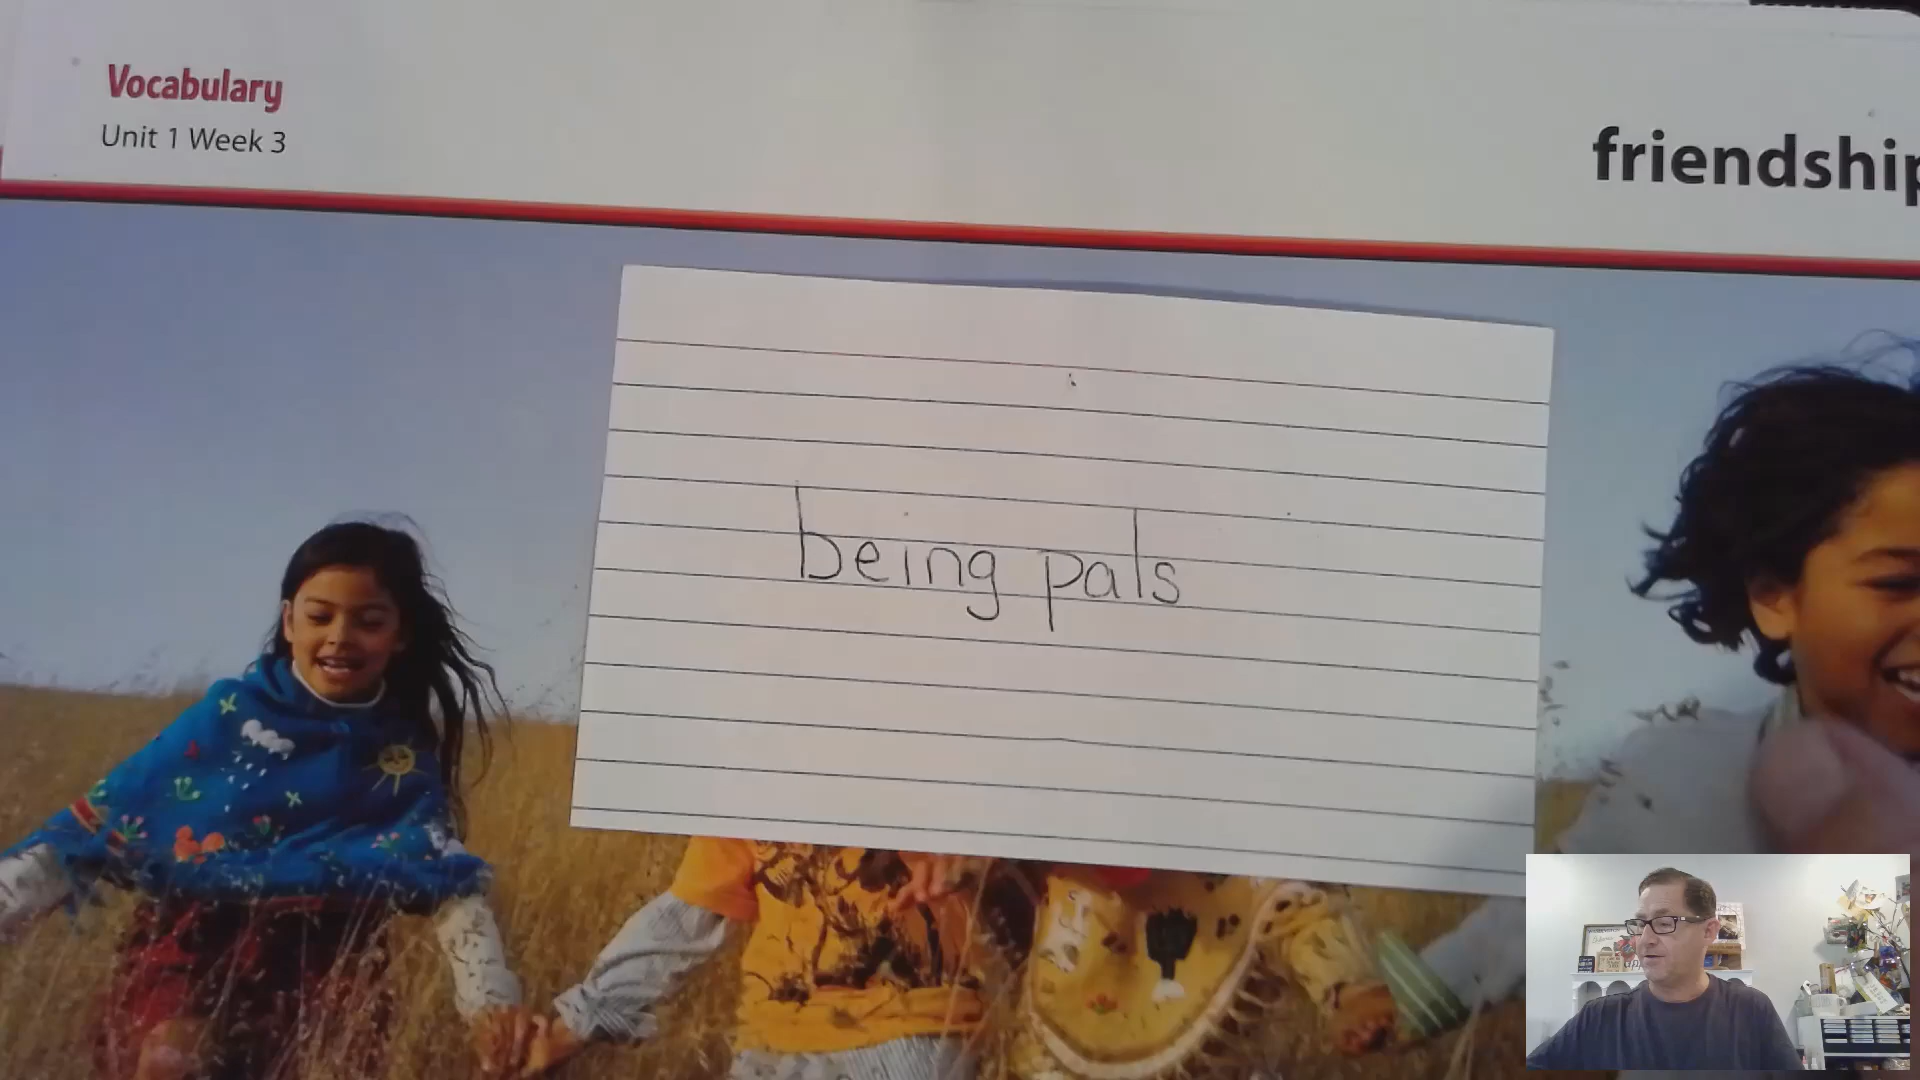 Vocabulary
Unit 1 Week 3
friendship
being pals